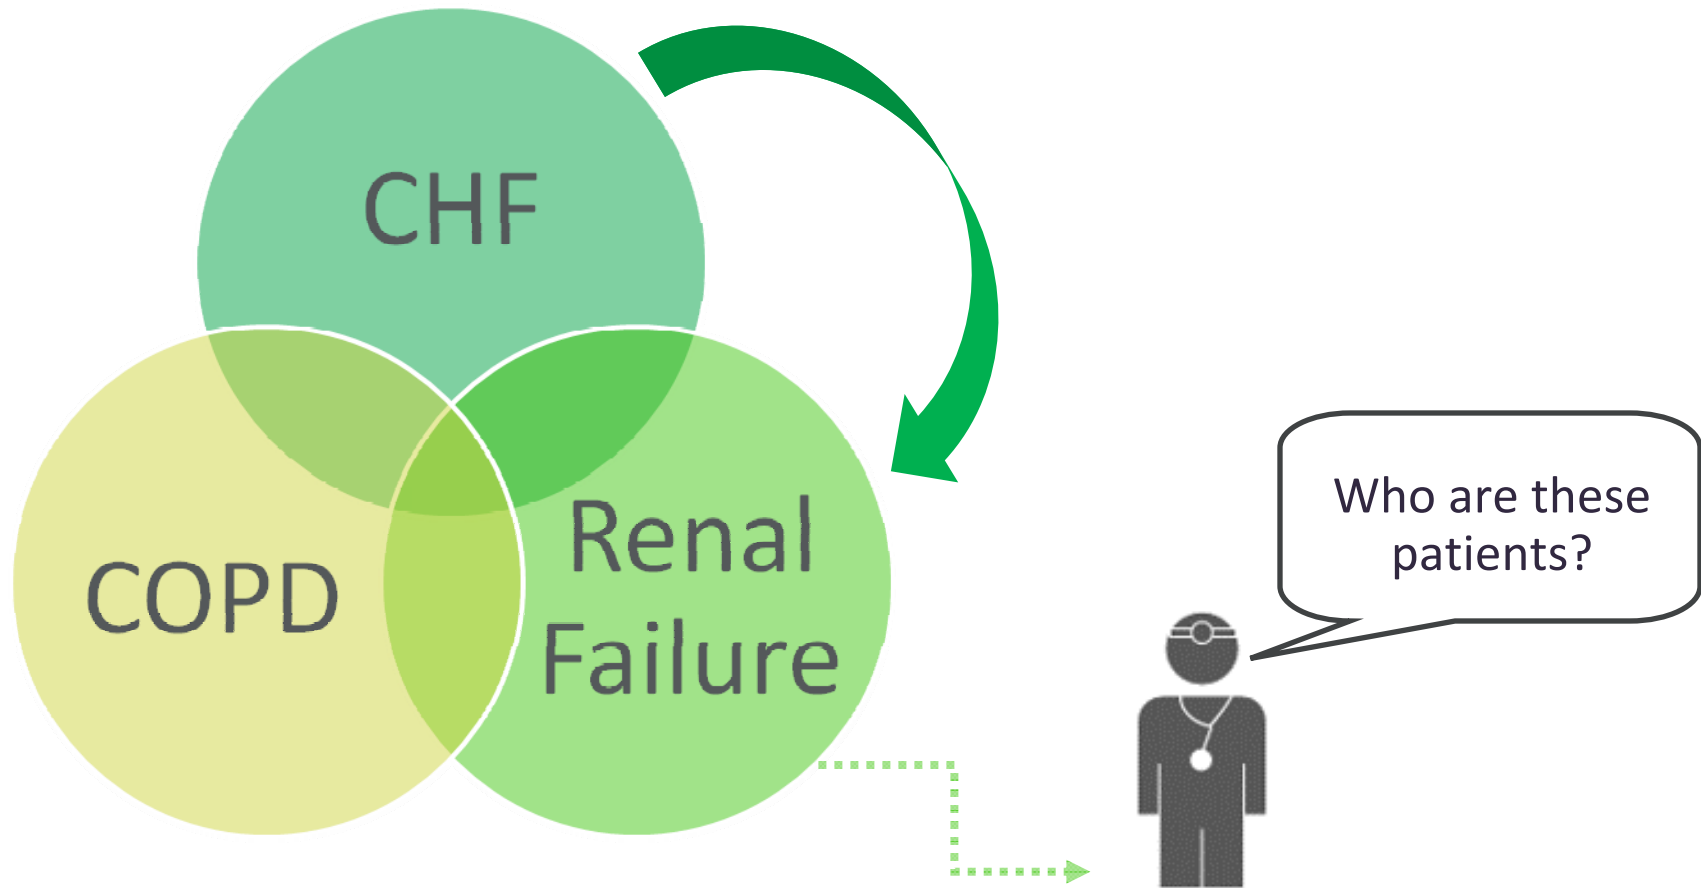 CHF
COPD
Renal
Failure
Who are these
patients?